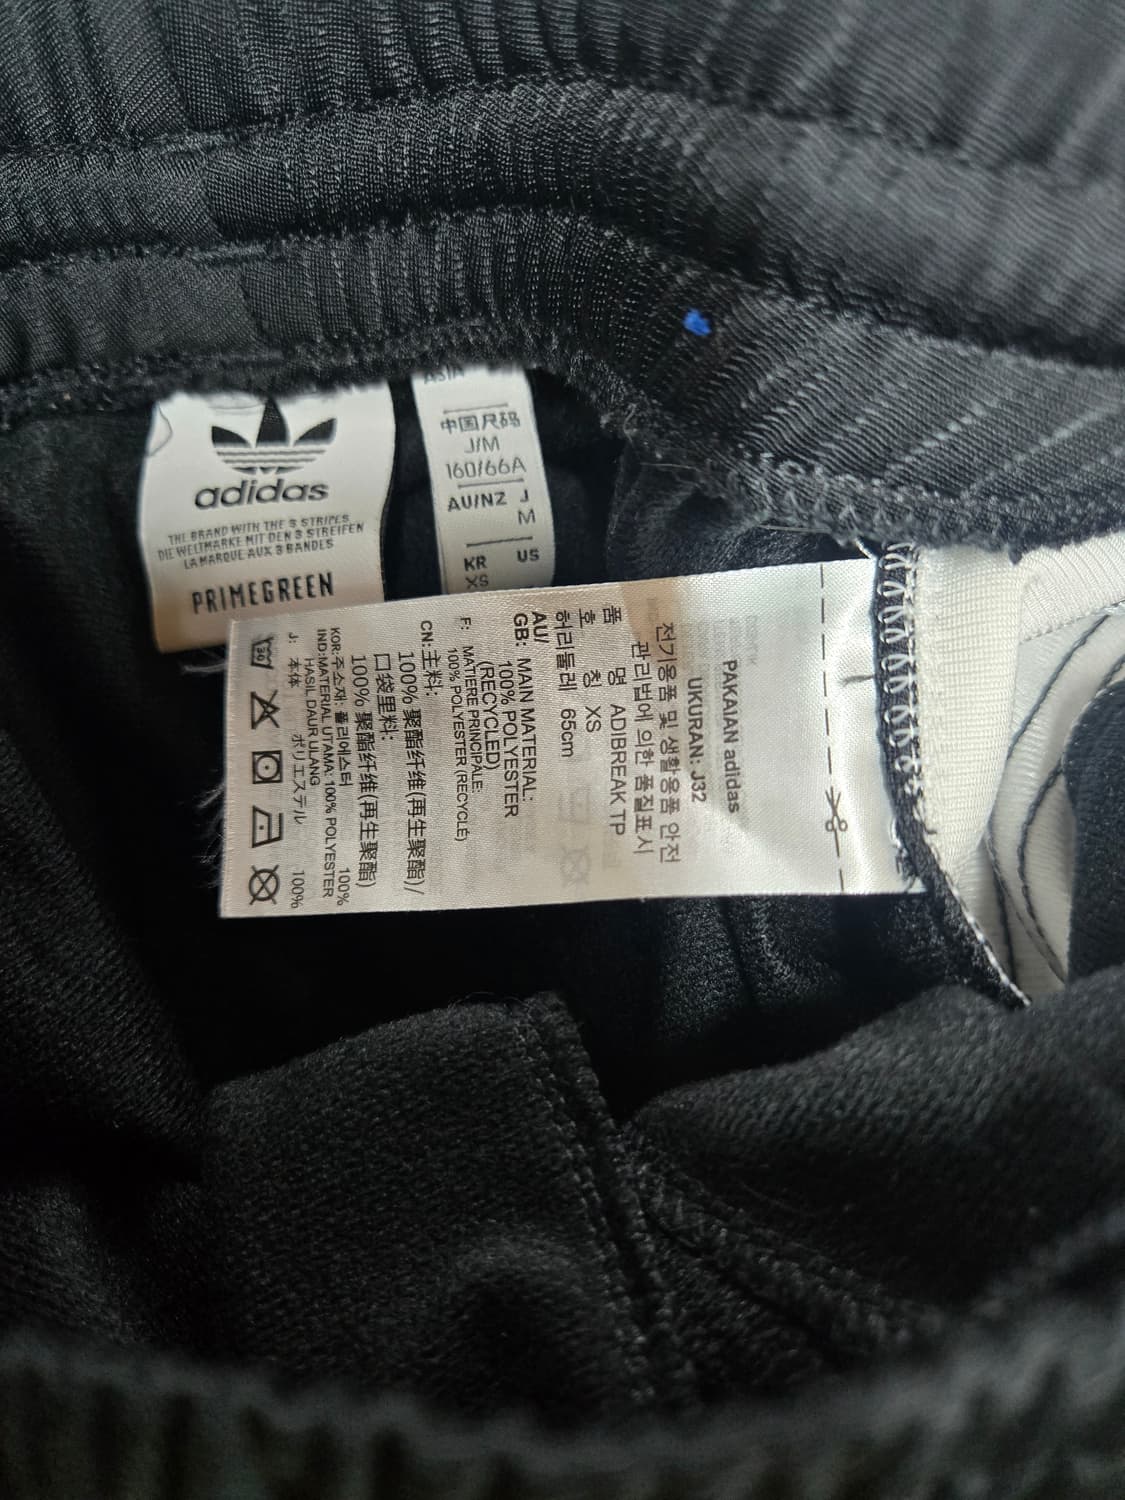 adidas
THE BRAND WITH THE 3 STRIPES
DIE WELTMARKE MIT DEN 3 STREIFEN
LA MARQUE AUX 3 BANDES
PRIMEGREEN
ASIA
中国尺码
J/M
160/66A
AU/NZ J
M
KR US
XS
PAKAIAN adidas
UKURAN: J32
전기용품 및 생활용품 안전
관리법에 의한 품질표시
품 명 ADIBREAK TP
호 칭 XS
허리둘레 66cm
AU/
GB: MAIN MATERIAL:
100% POLYESTER
(RECYCLED)
F: MATIERE PRINCIPALE:
100% POLYESTER (RECYCLÉ)
CN:主料:
100% 聚酯纤维(再生聚酯)/
口袋里料:
100% 聚酯纤维(再生聚酯)
KOR: 주소재: 폴리에스터 100%
IND:MATERIAL UTAMA: 100% POLYESTER
HASIL DAUR ULANG
J: 本体 ポリエステル 100%
30